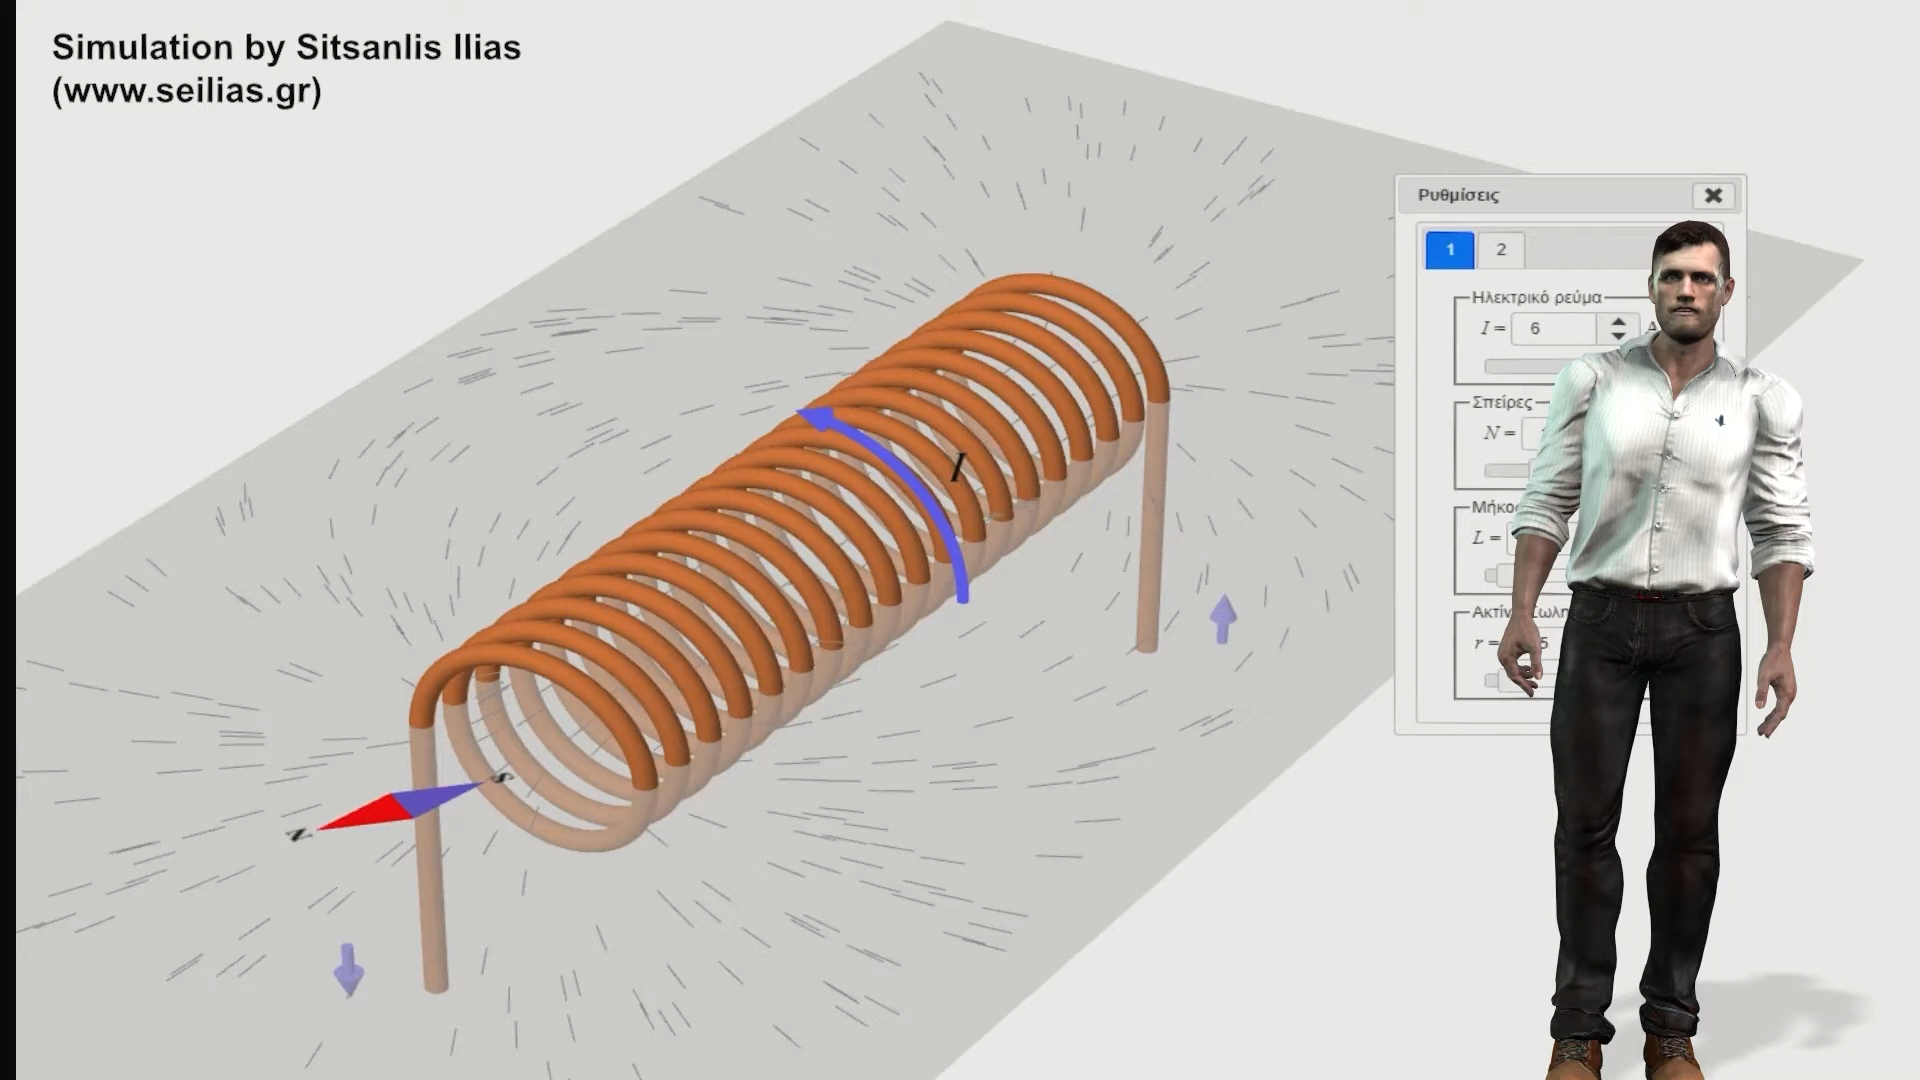 Simulation by Sitsanlis Ilias
(www.seilias.gr)
Ρυθμίσεις
1 2
Ηλεκτρικό ρεύμα
I = 6
Σπείρες
N =
L =
r =
I
S
N